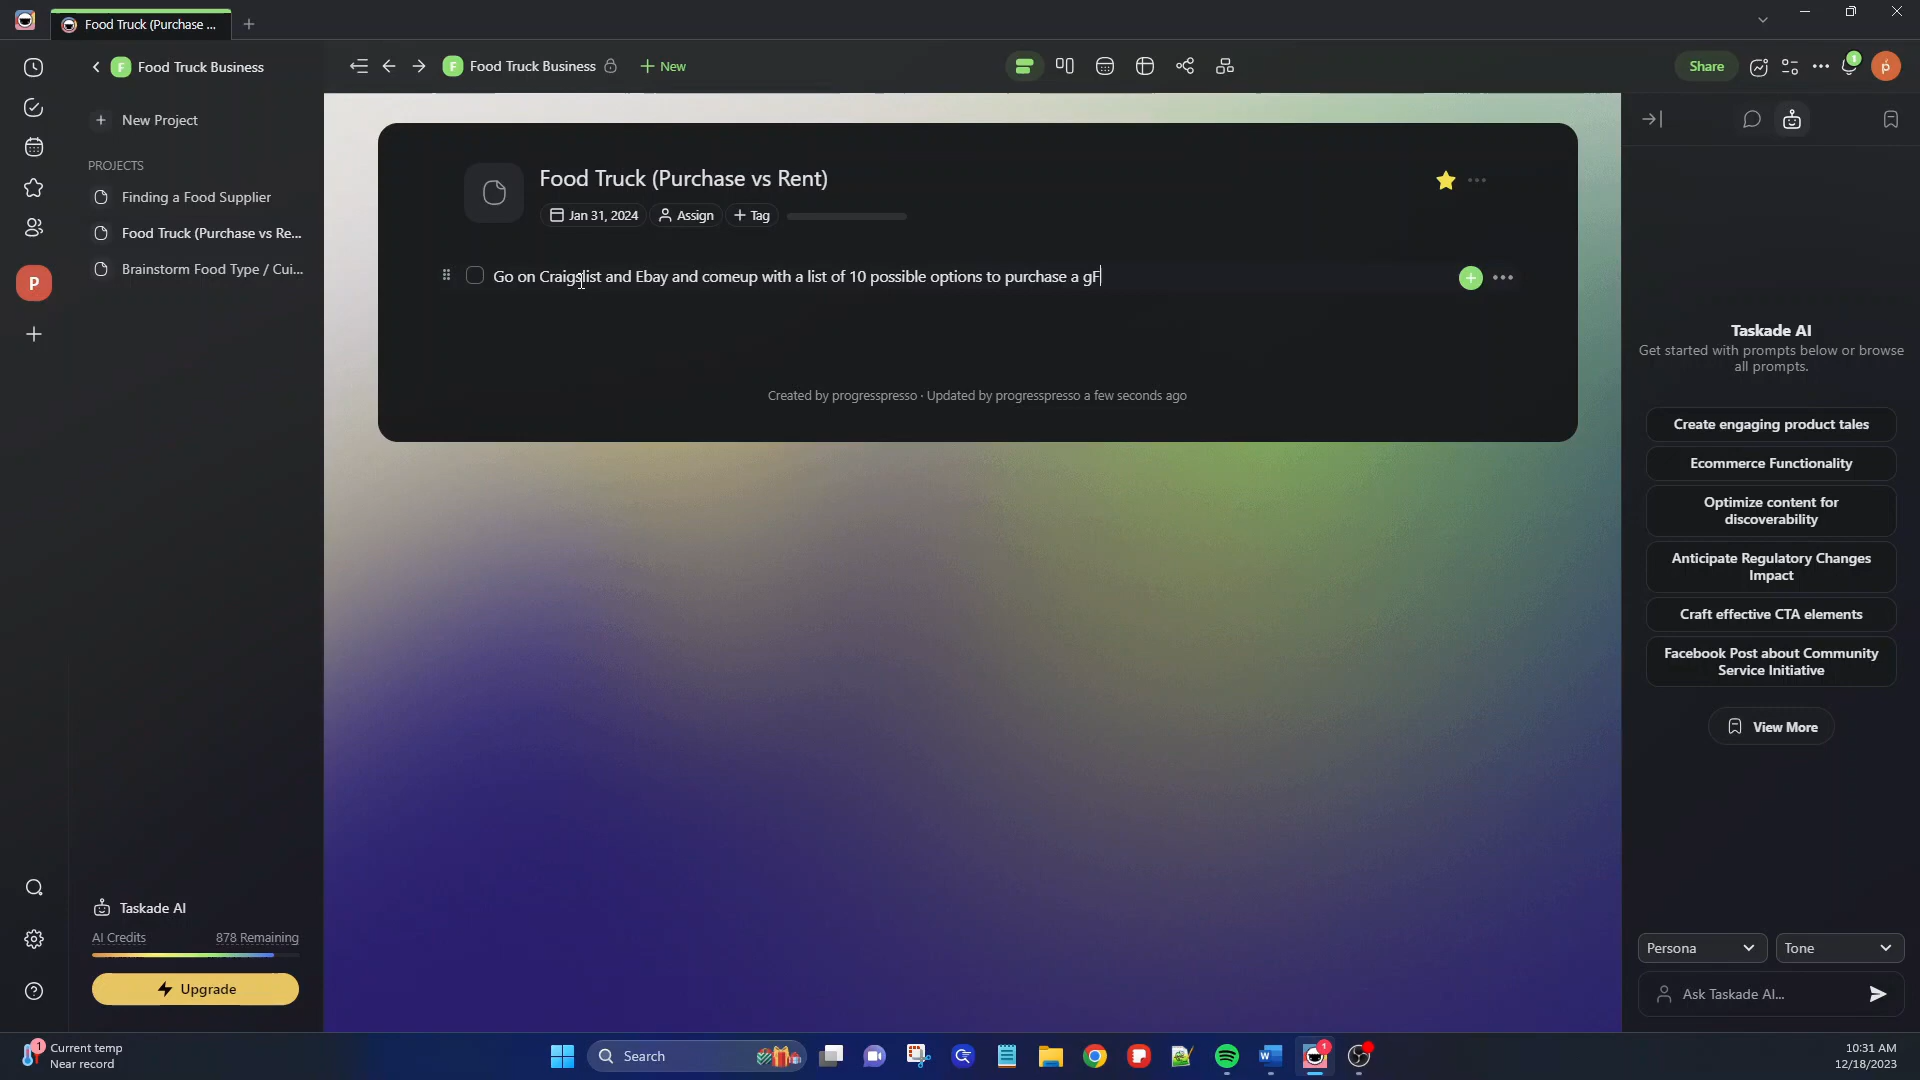 Food Truck (Purchase ...
Food Truck Business
New Project
PROJECTS
Finding a Food Supplier
Food Truck (Purchase vs Re...
Brainstorm Food Type / Cui...
P
Taskade AI
AI Credits
878 Remaining
Upgrade
F Food Truck Business
New
Share
1
p
Food Truck (Purchase vs Rent)
Jan 31, 2024
Assign
Tag
Go on Craigslist and Ebay and comeup with a list of 10 possible options to purchase a gF
Created by progresspresso · Updated by progresspresso a few seconds ago
Taskade AI
Get started with prompts below or browse
all prompts.
Create engaging product tales
Ecommerce Functionality
Optimize content for
discoverability
Anticipate Regulatory Changes
Impact
Craft effective CTA elements
Facebook Post about Community
Service Initiative
View More
Persona
Tone
Ask Taskade AI...
1
Current temp
Near record
Search
1
10:31 AM
12/18/2023